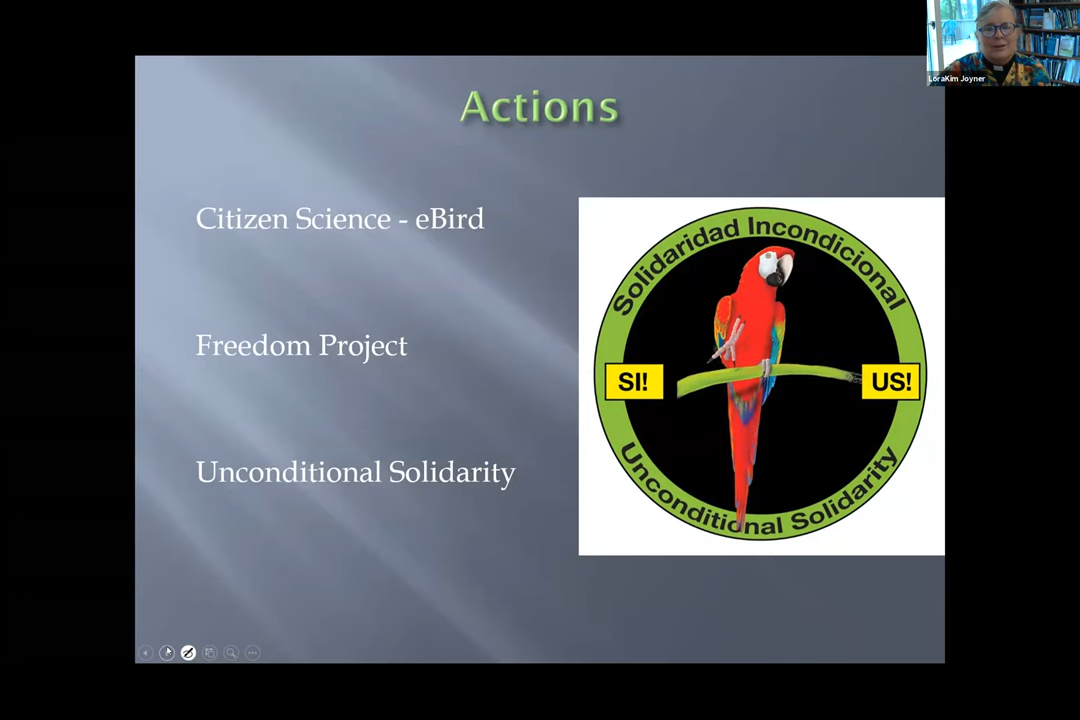 LoraKim Joyner
Actions
Citizen Science - eBird
Freedom Project
Unconditional Solidarity
Solidaridad Incondicional
SI!
US!
Unconditional Solidarity